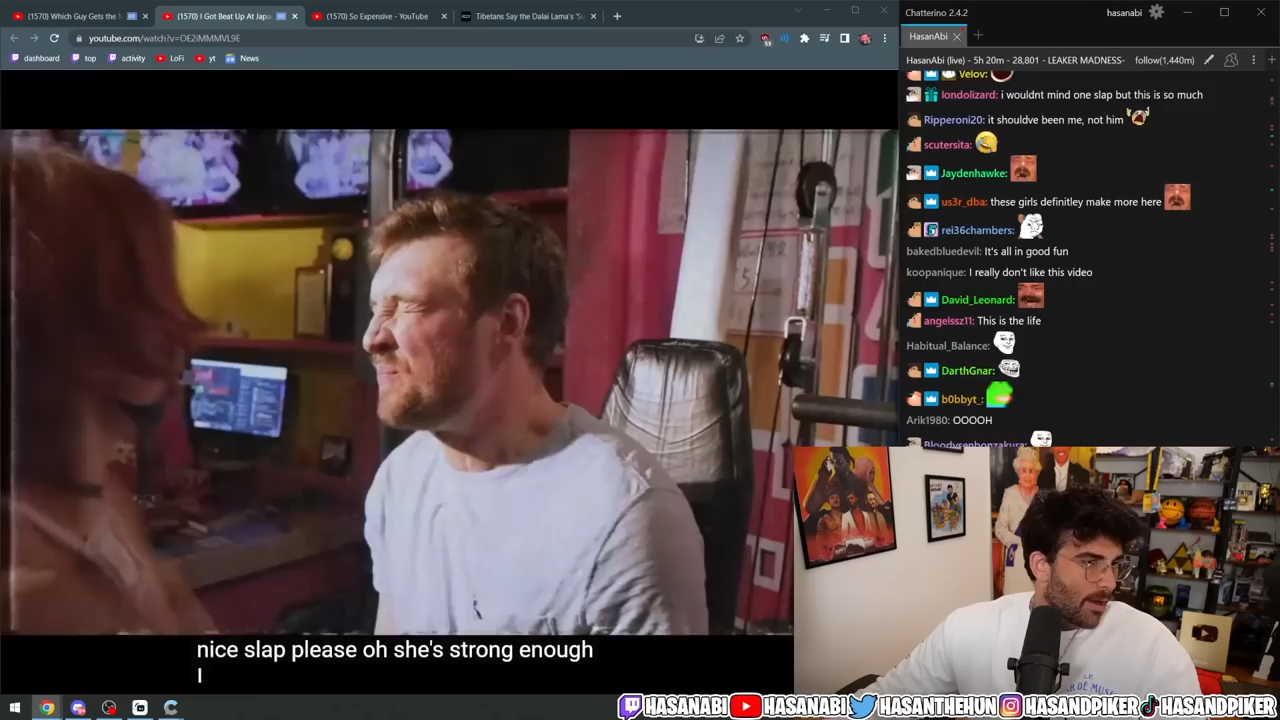 (1570) Which Guy Gets the
(1570) I Got Beat Up At Japa
(1570) So Expensive - YouTube
Tibetans Say the Dalai Lama's 'Su
youtube.com/watch?v=OE2iMMMVL9E
dashboard
top
activity
LoFi
yt
News
nice slap please oh she's strong enough
I
Chatterino 2.4.2
hasanabi
HasanAbi
HasanAbi (live) - 5h 20m - 28,801 - LEAKER MADNESS-
follow(1,440m)
Velov:
londolizard: i wouldnt mind one slap but this is so much
Ripperoni20: it shouldve been me, not him
scutersita:
Jaydenhawke:
us3r_dba: these girls definitley make more here
rei36chambers:
bakedbluedevil: It's all in good fun
koopanique: I really don't like this video
David_Leonard:
angelssz11: This is the life
Habitual_Balance:
DarthGnar:
b0bbyt_:
Arik1980: OOOOH
Bloodysenbonzakura:
HASANABI
HASANABI
HASANTHEHUN
HASANDPIKER
HASANDPIKER